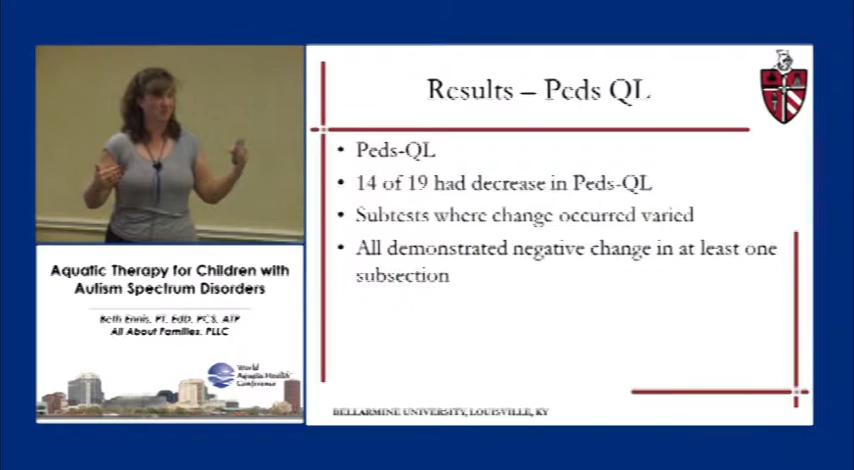 Results – Peds QL
• Peds-QL
• 14 of 19 had decrease in Peds-QL
• Subtests where change occurred varied
• All demonstrated negative change in at least one
subsection
BELLARMINE UNIVERSITY, LOUISVILLE, KY
Aquatic Therapy for Children with
Autism Spectrum Disorders
Beth Ennis, PT, EdD, PCS, ATP
All About Families, PLLC
World
Aquatic Health
Conference